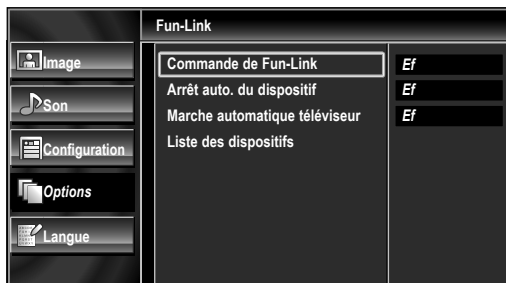 Fun-Link
Image
Son
Configuration
Options
Langue
Commande de Fun-Link Ef
Arrêt auto. du dispositif Ef
Marche automatique téléviseur Ef
Liste des dispositifs